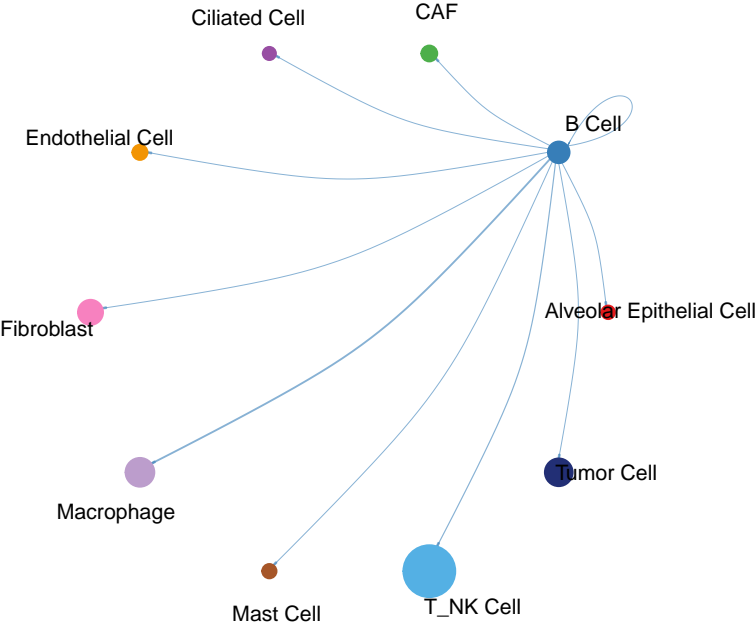 CAF
Ciliated Cell
B Cell
Endothelial Cell
Alveolar Epithelial Cell
Fibroblast
Tumor Cell
Macrophage
T_NK Cell
Mast Cell